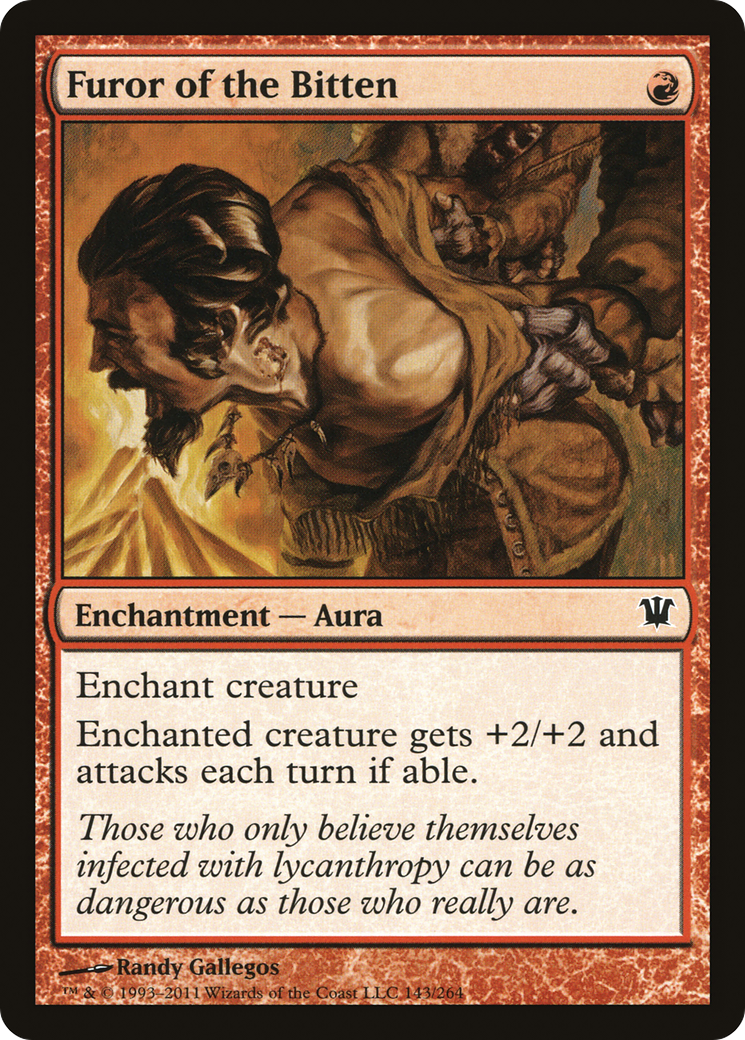 Furor of the Bitten
Enchantment — Aura
Enchant creature
Enchanted creature gets +2/+2 and
attacks each turn if able.
Those who only believe themselves
infected with lycanthropy can be as
dangerous as those who really are.
Randy Gallegos
™ & © 1993–2011 Wizards of the Coast LLC 143/264